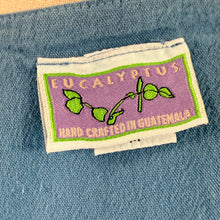 EUCALYPTUS
HAND CRAFTED IN GUATEMALA